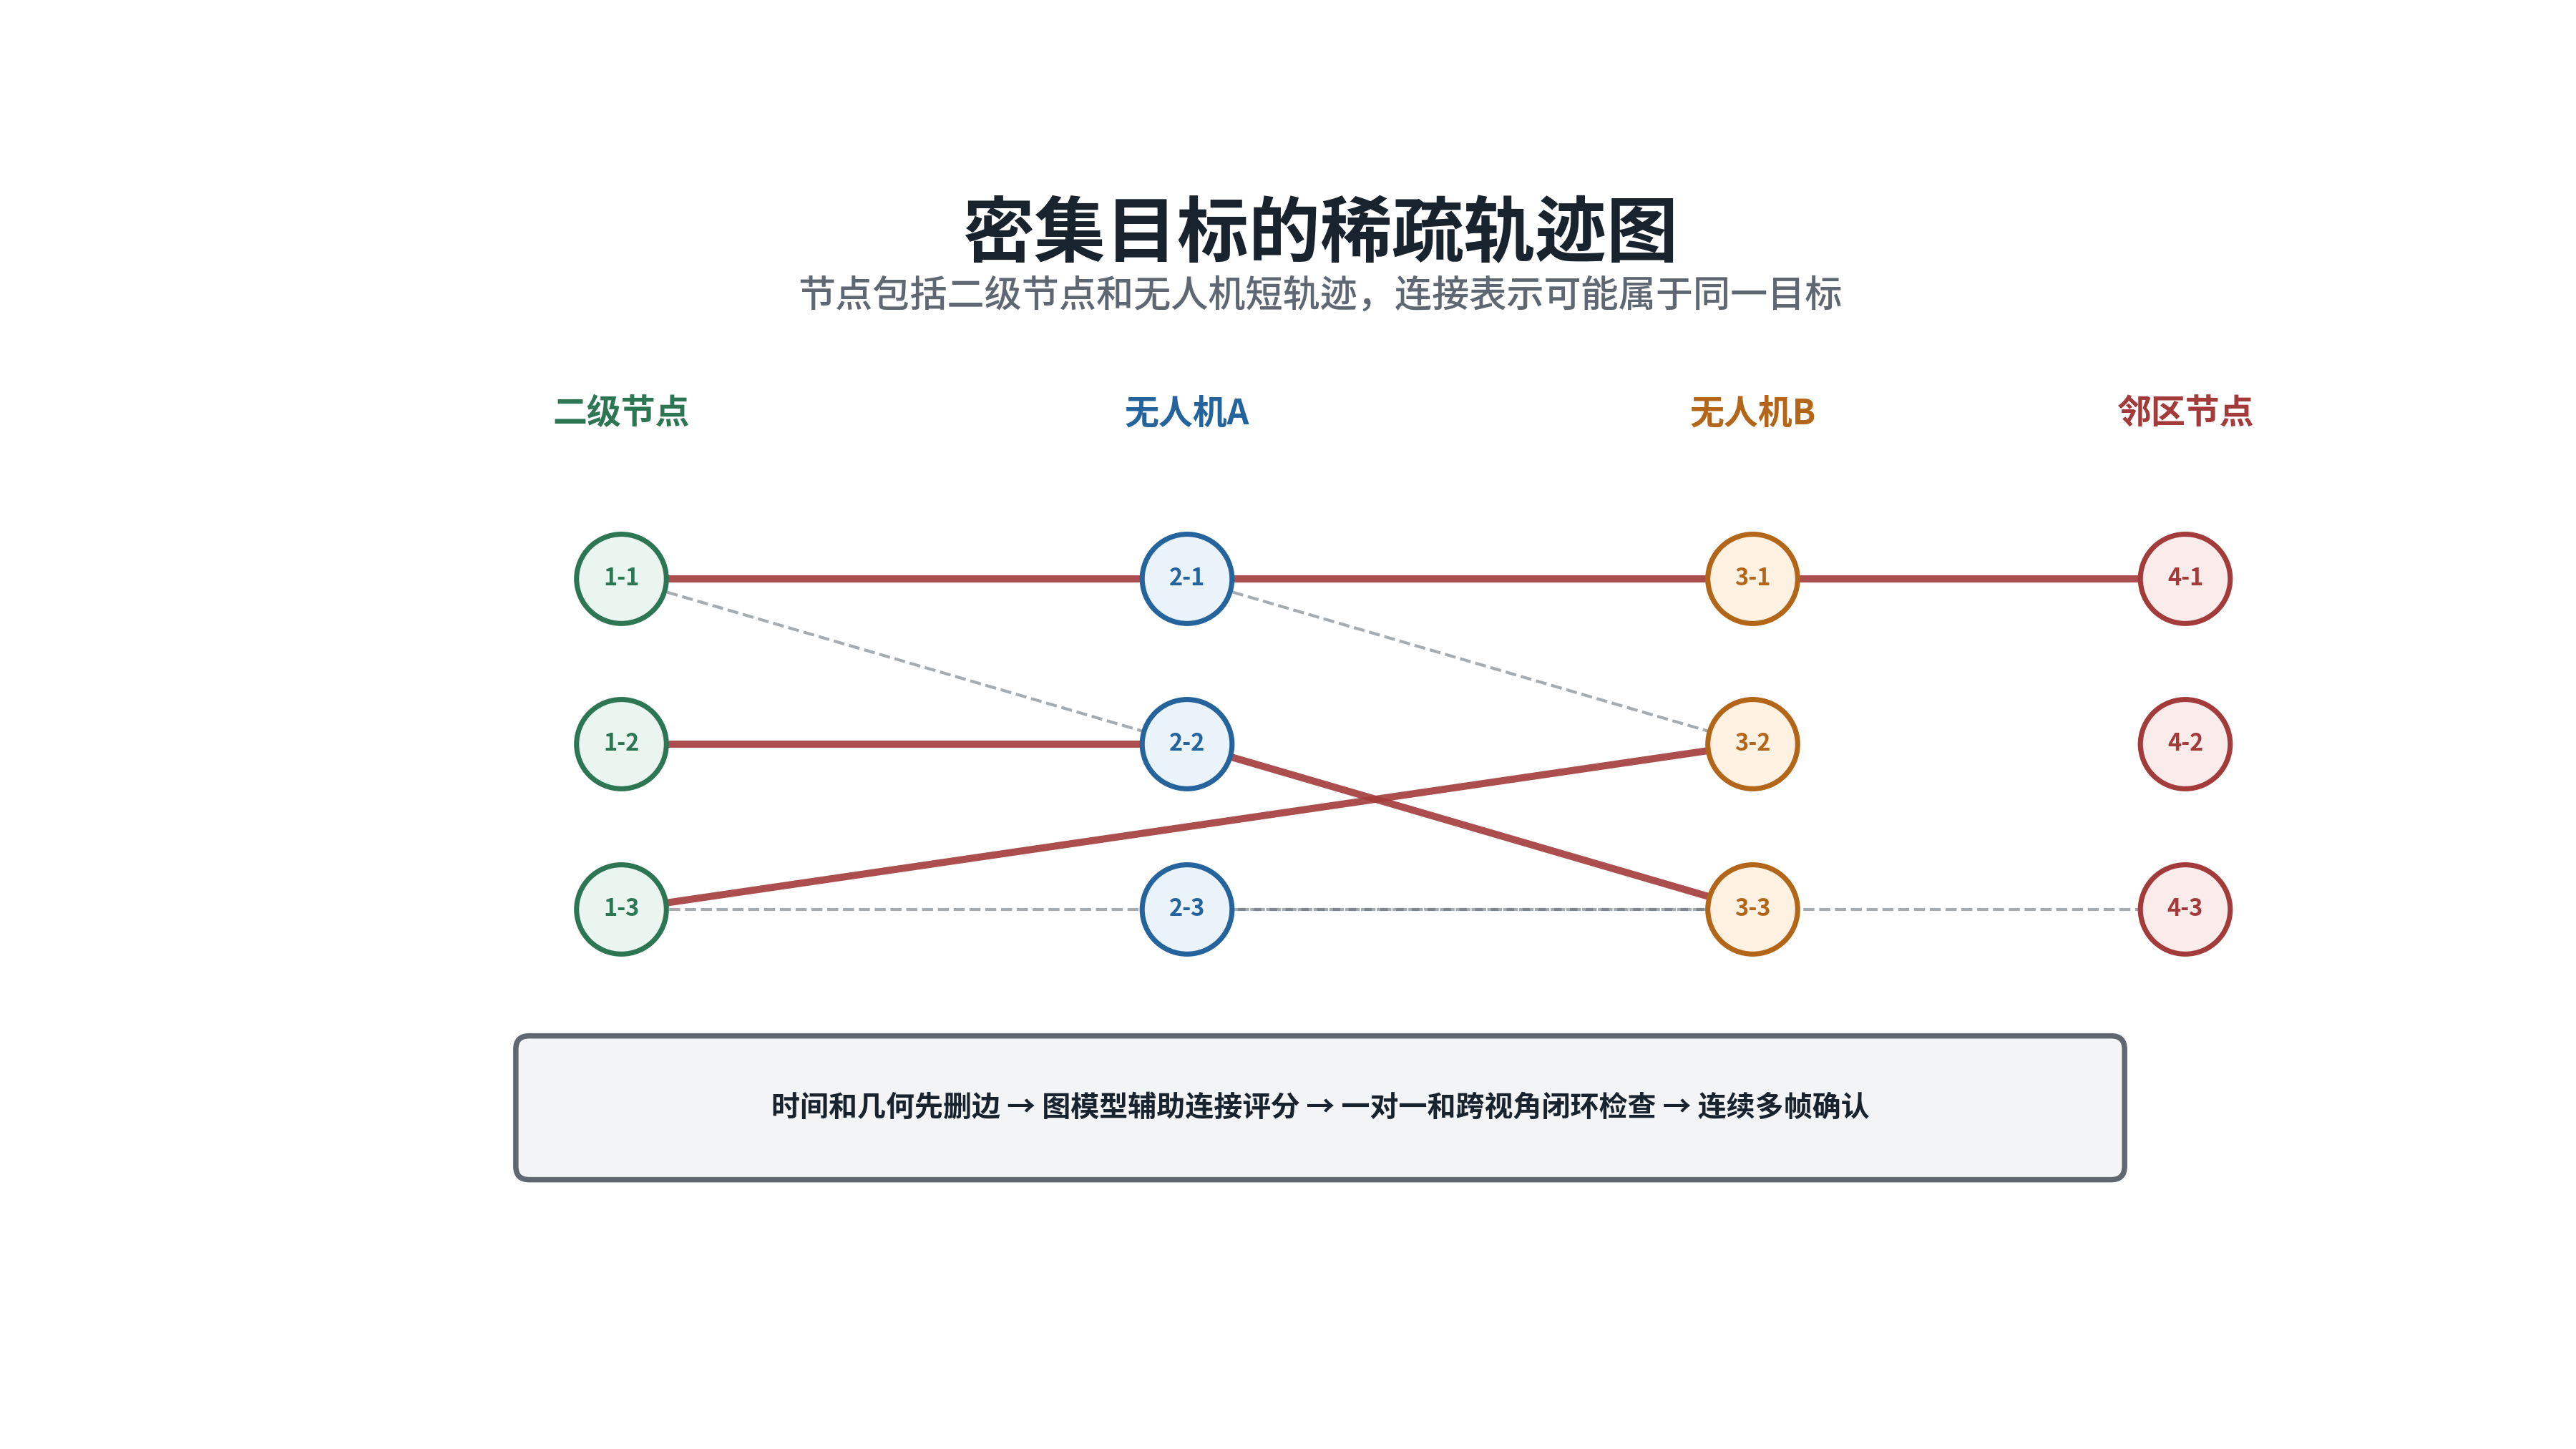 密集目标的稀疏轨迹图
节点包括二级节点和无人机短轨迹，连接表示可能属于同一目标
二级节点 无人机A 无人机B 邻区节点
1-1 2-1 3-1 4-1
1-2 2-2 3-2 4-2
1-3 2-3 3-3 4-3
时间和几何先删边 → 图模型辅助连接评分 → 一对一和跨视角闭环检查 → 连续多帧确认